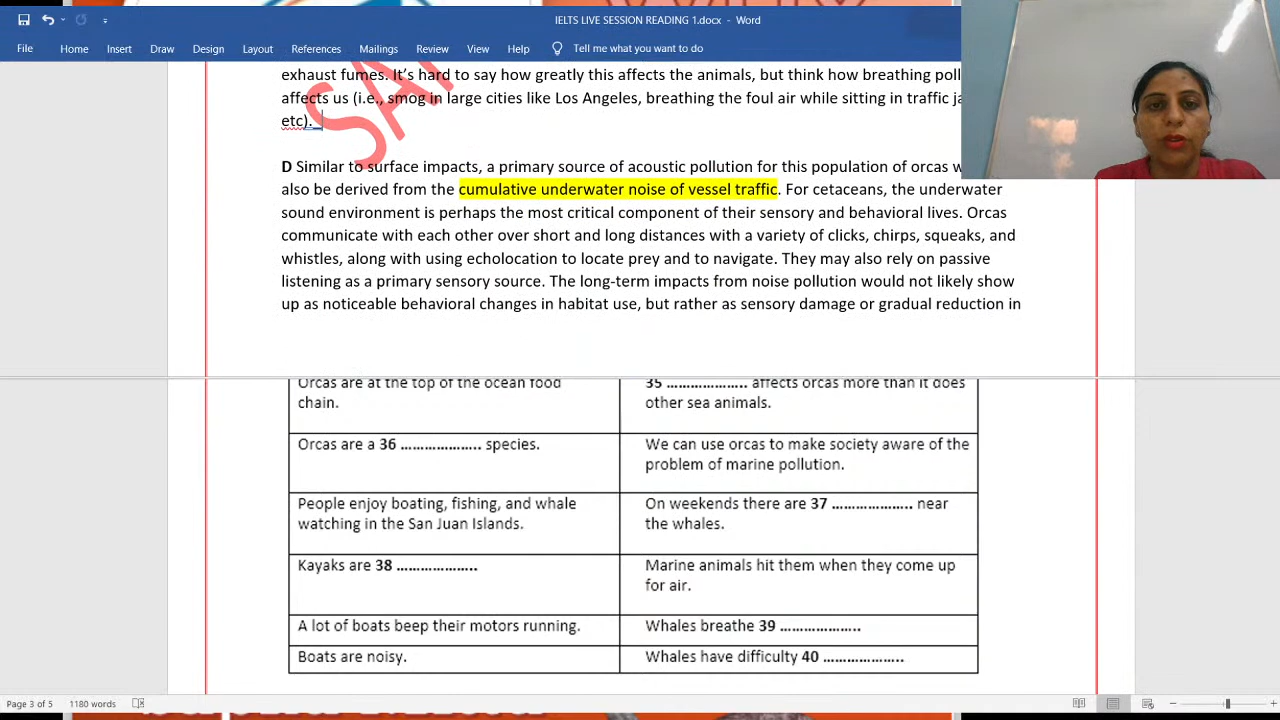 IELTS LIVE SESSION READING 1.docx - Word
File Home Insert Draw Design Layout References Mailings Review View Help Tell me what you want to do
exhaust fumes. It's hard to say how greatly this affects the animals, but think how breathing poll
affects us (i.e., smog in large cities like Los Angeles, breathing the foul air while sitting in traffic ja
etc).
D Similar to surface impacts, a primary source of acoustic pollution for this population of orcas w
also be derived from the cumulative underwater noise of vessel traffic. For cetaceans, the underwater
sound environment is perhaps the most critical component of their sensory and behavioral lives. Orcas
communicate with each other over short and long distances with a variety of clicks, chirps, squeaks, and
whistles, along with using echolocation to locate prey and to navigate. They may also rely on passive
listening as a primary sensory source. The long-term impacts from noise pollution would not likely show
up as noticeable behavioral changes in habitat use, but rather as sensory damage or gradual reduction in
Orcas are at the top of the ocean food
chain.
35 ……………….. affects orcas more than it does
other sea animals.
Orcas are a 36 ……………….. species.
We can use orcas to make society aware of the
problem of marine pollution.
People enjoy boating, fishing, and whale
watching in the San Juan Islands.
On weekends there are 37 ……………….. near
the whales.
Kayaks are 38 ………………..
Marine animals hit them when they come up
for air.
A lot of boats beep their motors running.
Whales breathe 39 ………………..
Boats are noisy.
Whales have difficulty 40 ………………..
Page 3 of 5 1180 words